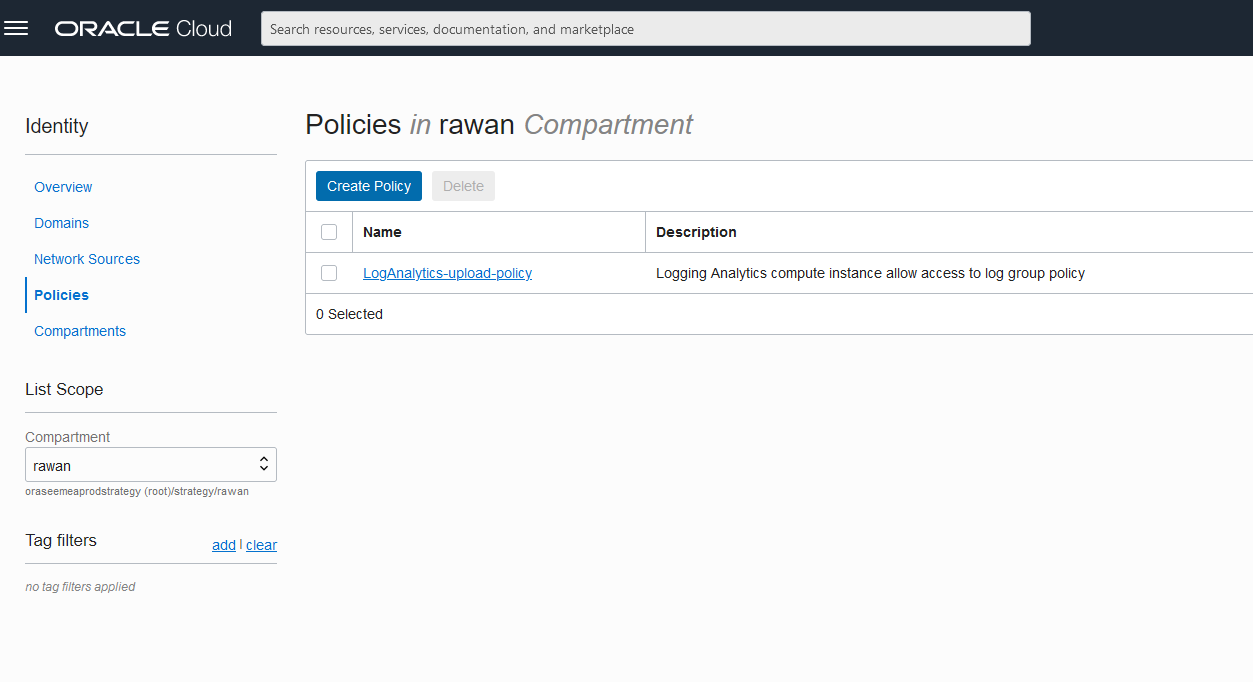 ORACLE Cloud
Search resources, services, documentation, and marketplace
Identity
Overview
Domains
Network Sources
Policies
Compartments
List Scope
Compartment
rawan
oraseemeaprodstrategy (root)/strategy/rawan
Tag filters
add | clear
no tag filters applied
Policies in rawan Compartment
Create Policy Delete
Name Description
LogAnalytics-upload-policy Logging Analytics compute instance allow access to log group policy
0 Selected